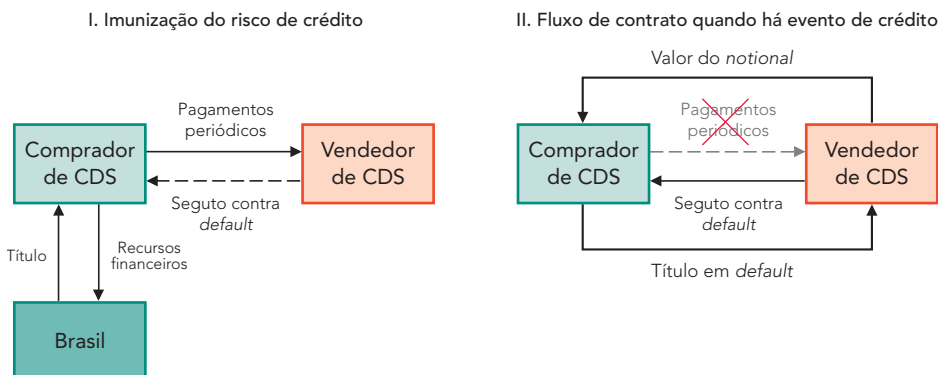 I. Imunização do risco de crédito
Pagamentos
periódicos
Comprador
de CDS
Vendedor
de CDS
Seguto contra
default
Título
Recursos
financeiros
Brasil
II. Fluxo de contrato quando há evento de crédito
Valor do notional
Pagamentos
periódicos
Comprador
de CDS
Vendedor
de CDS
Seguto contra
default
Título em default